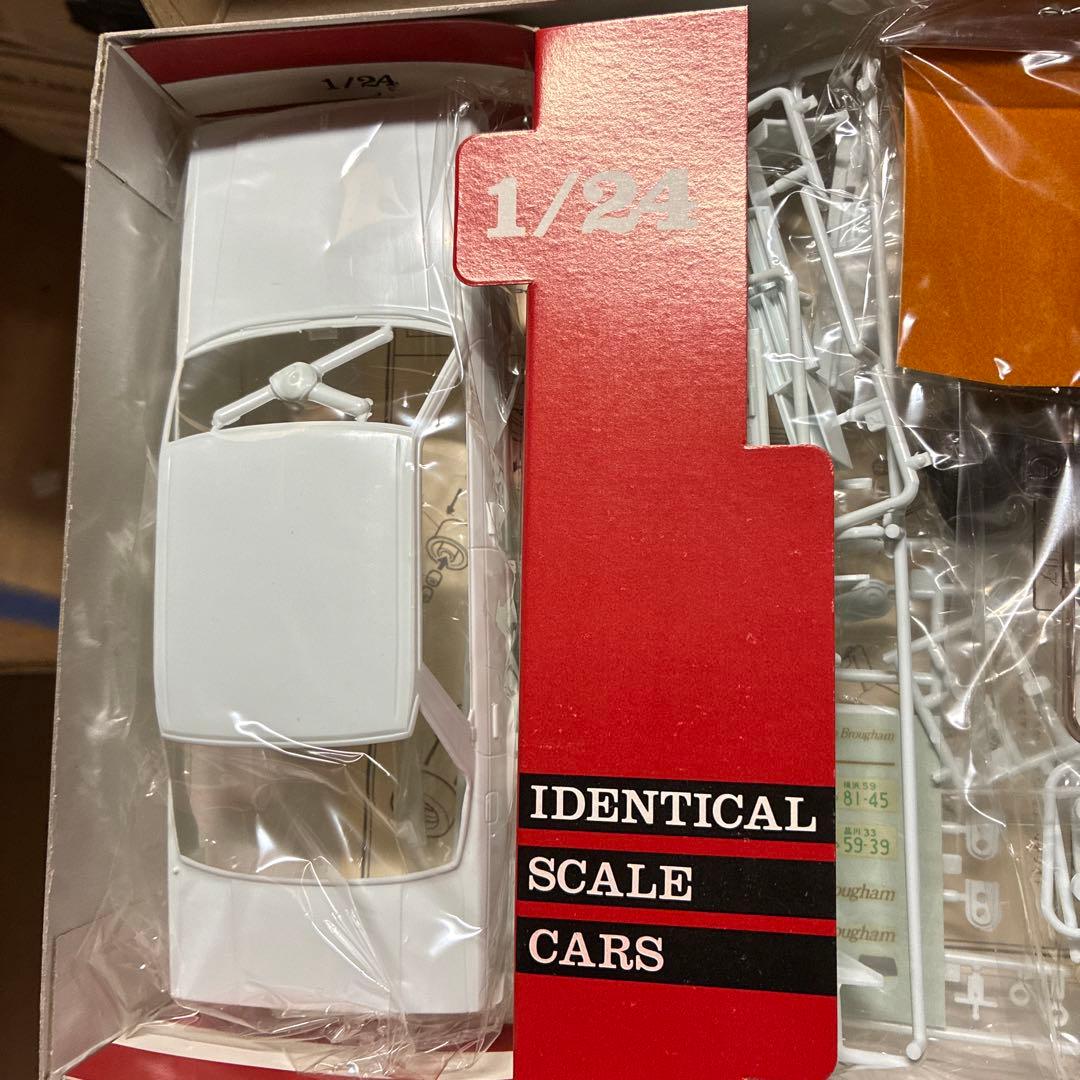 1/24
1/24
IDENTICAL
SCALE
CARS
Brougham
横浜 59
81-45
品川 33
59-39
ougham
ougham